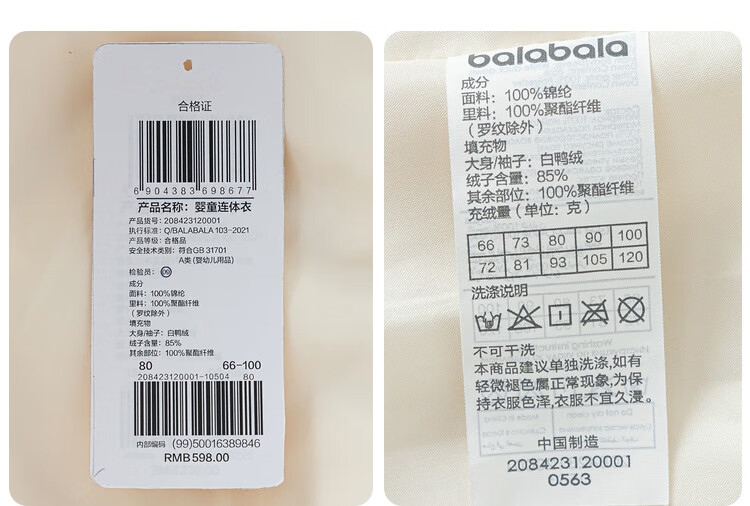 合格证
6 904383 698677
产品名称：婴童连体衣
产品货号：208423120001
执行标准：Q/BALABALA 103-2021
产品等级：合格品
安全技术类别：符合GB 31701
A类 (婴幼儿用品)
检验员：
成分
面料：100%锦纶
里料：100%聚酯纤维
（罗纹除外）
填充物
大身/袖子：白鸭绒
绒子含量：85%
其余部位：100%聚酯纤维
80 66-100
208423120001-10504 80
内部编码 (99)50016389846
RMB 598.00
balabala
成分
面料：100%锦纶
里料：100%聚酯纤维
（罗纹除外）
填充物
大身/袖子：白鸭绒
绒子含量：85%
其余部位：100%聚酯纤维
充绒量（单位：克）
66 73 80 90 100
72 81 93 105 120
洗涤说明
不可干洗
本商品建议单独洗涤,如有
轻微褪色属正常现象,为保
持衣服色泽,衣服不宜久浸。
中国制造
208423120001
0563